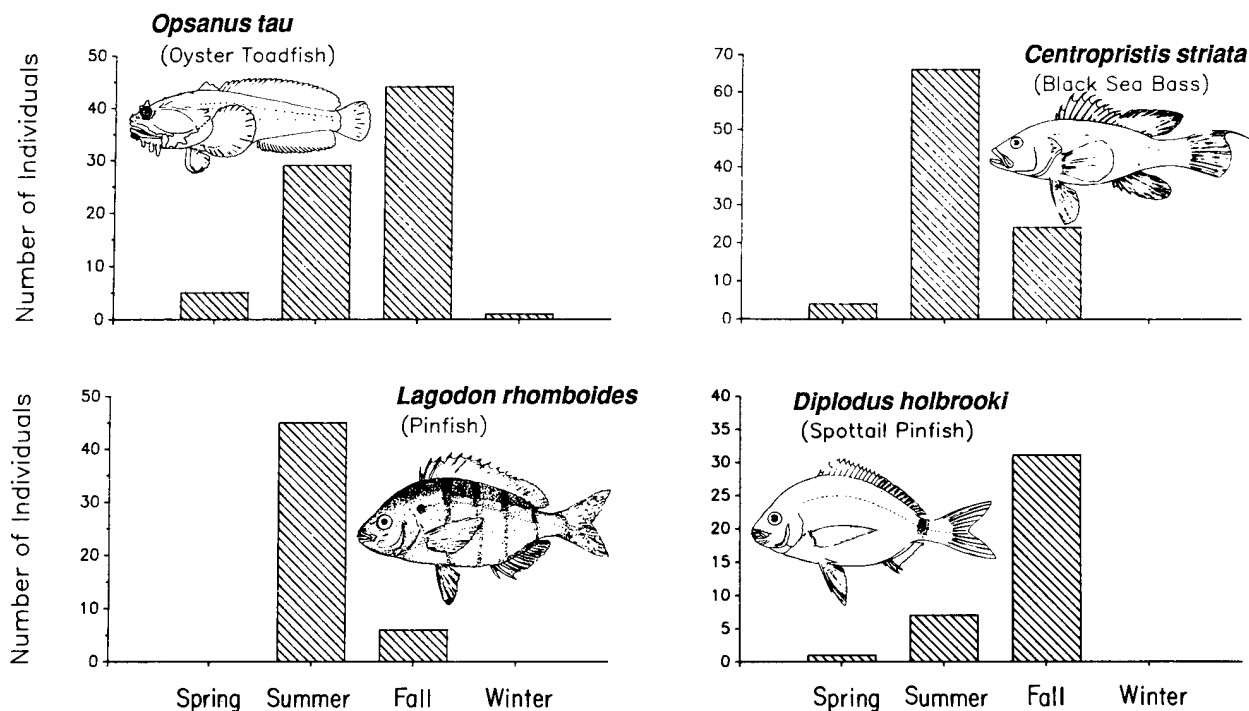 Opsanus tau
(Oyster Toadfish)
Number of Individuals
50
40
30
20
10
0
Centropristis striata
(Black Sea Bass)
70
60
50
40
30
20
10
0
Lagodon rhomboides
(Pinfish)
Number of Individuals
50
40
30
20
10
0
Spring Summer Fall Winter
Diplodus holbrooki
(Spottail Pinfish)
40
35
30
25
20
15
10
5
0
Spring Summer Fall Winter